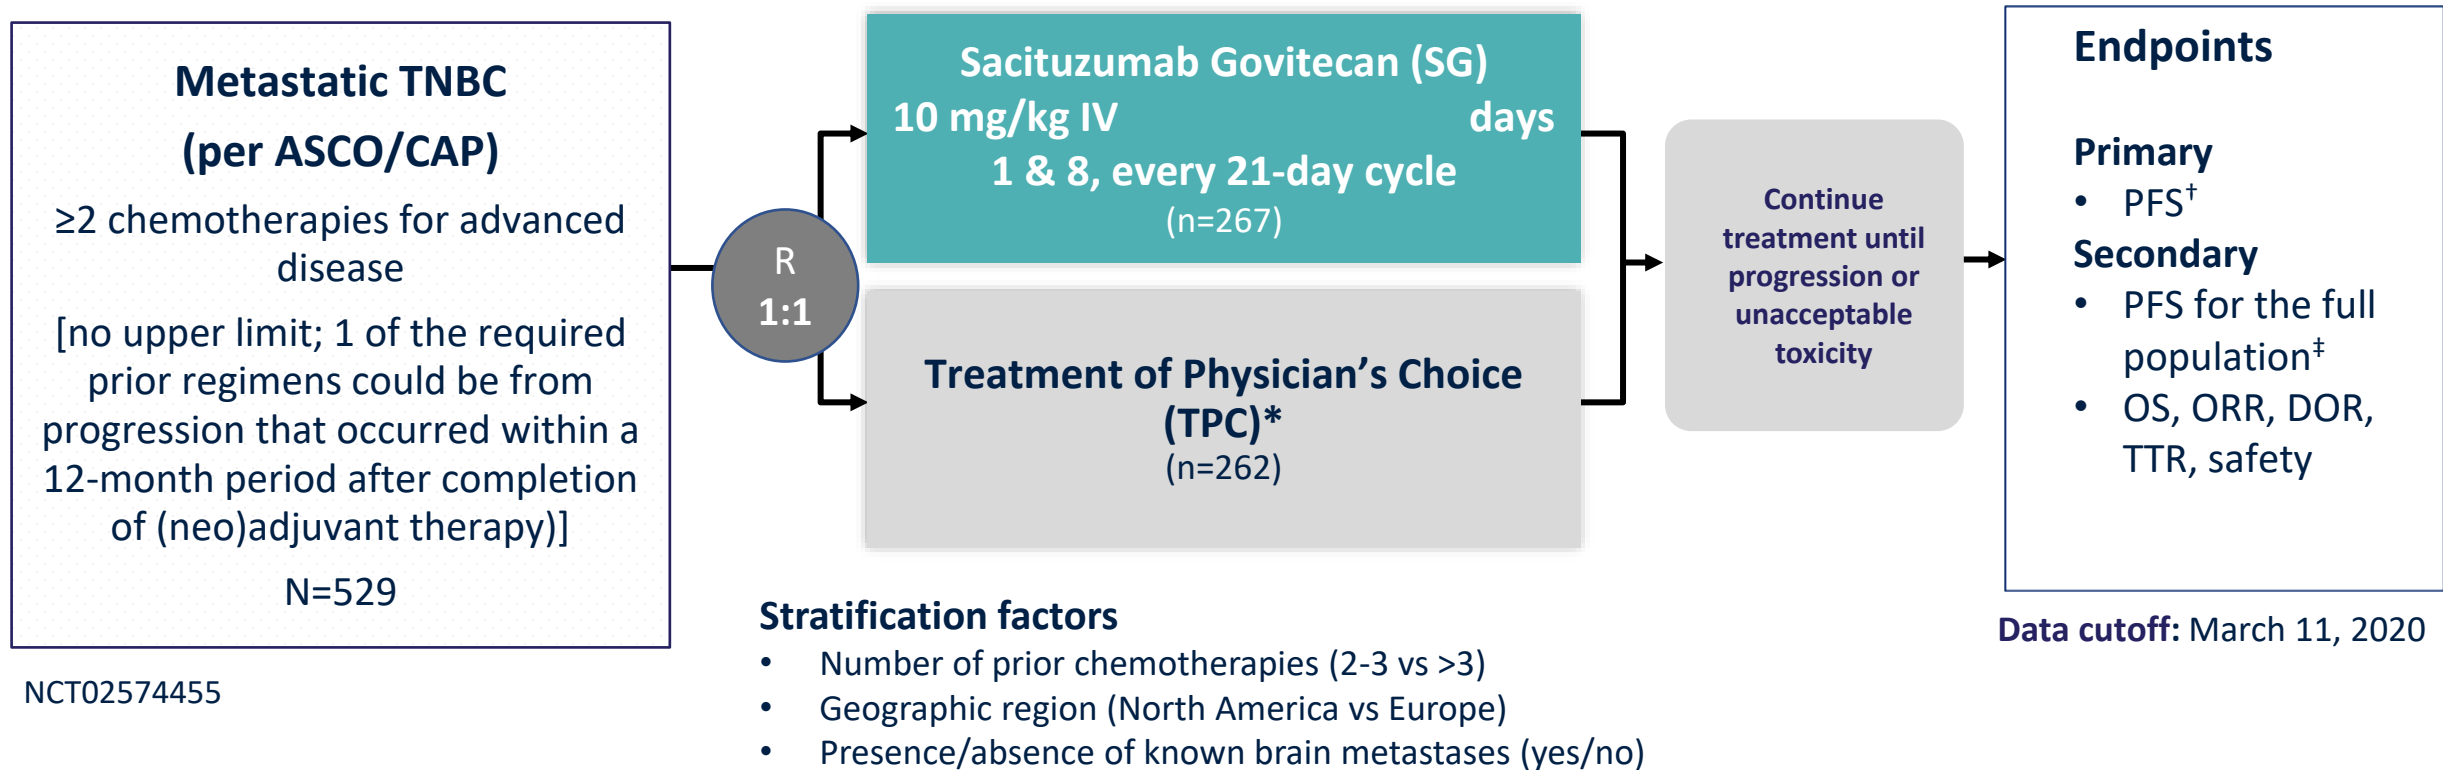 Metastatic TNBC
(per ASCO/CAP)
≥2 chemotherapies for advanced
disease
[no upper limit; 1 of the required
prior regimens could be from
progression that occurred within a
12-month period after completion
of (neo)adjuvant therapy)]
N=529
NCT02574455
R
1:1
Sacituzumab Govitecan (SG)
10 mg/kg IV days
1 & 8, every 21-day cycle
(n=267)
Treatment of Physician’s Choice
(TPC)*
(n=262)
Stratification factors
• Number of prior chemotherapies (2-3 vs >3)
• Geographic region (North America vs Europe)
• Presence/absence of known brain metastases (yes/no)
Continue
treatment until
progression or
unacceptable
toxicity
Endpoints
Primary
• PFS†
Secondary
• PFS for the full
population‡
• OS, ORR, DOR,
TTR, safety
Data cutoff: March 11, 2020